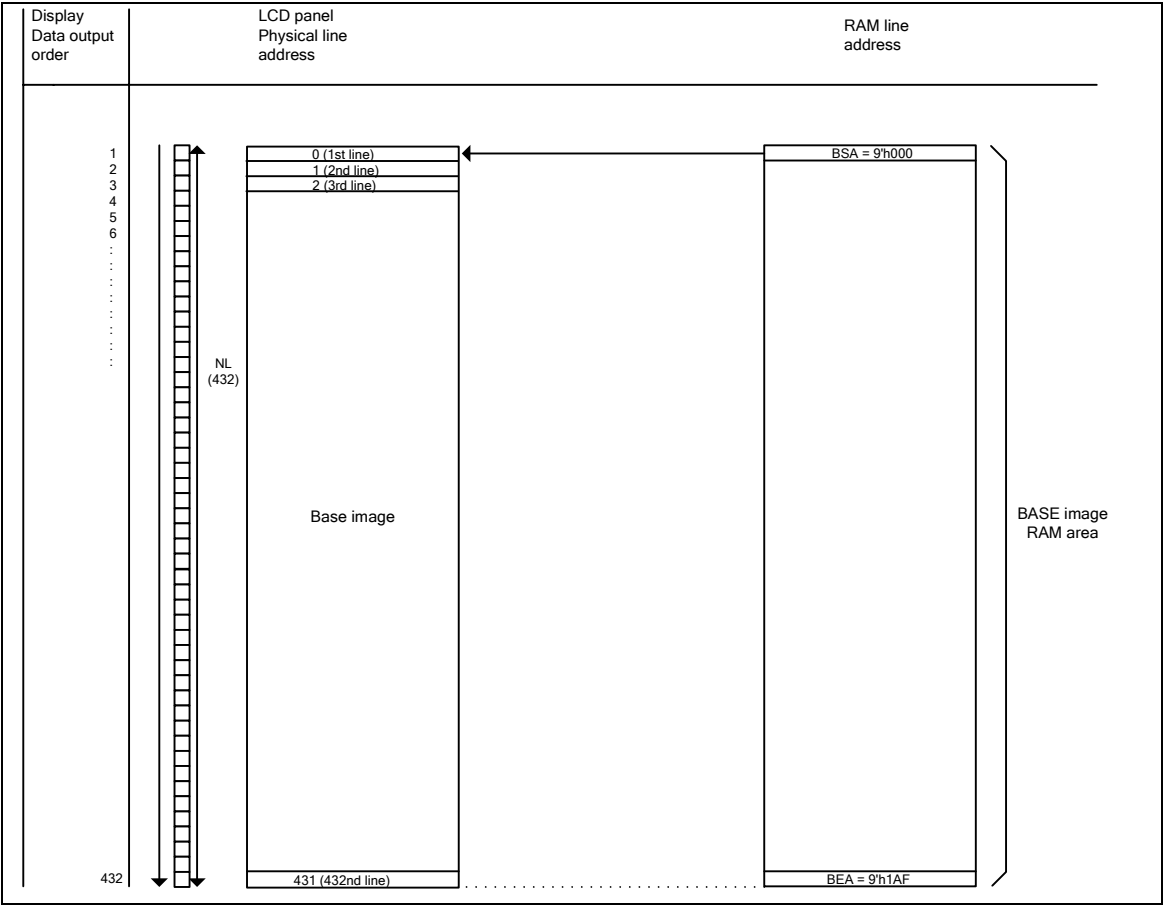 Display
Data output
order
LCD panel
Physical line
address
RAM line
address
1
2
3
4
5
6
:
:
:
:
:
:
:
:
432
NL
(432)
0 (1st line)
1 (2nd line)
2 (3rd line)
Base image
431 (432nd line)
BSA = 9'h000
BEA = 9'h1AF
BASE image
RAM area